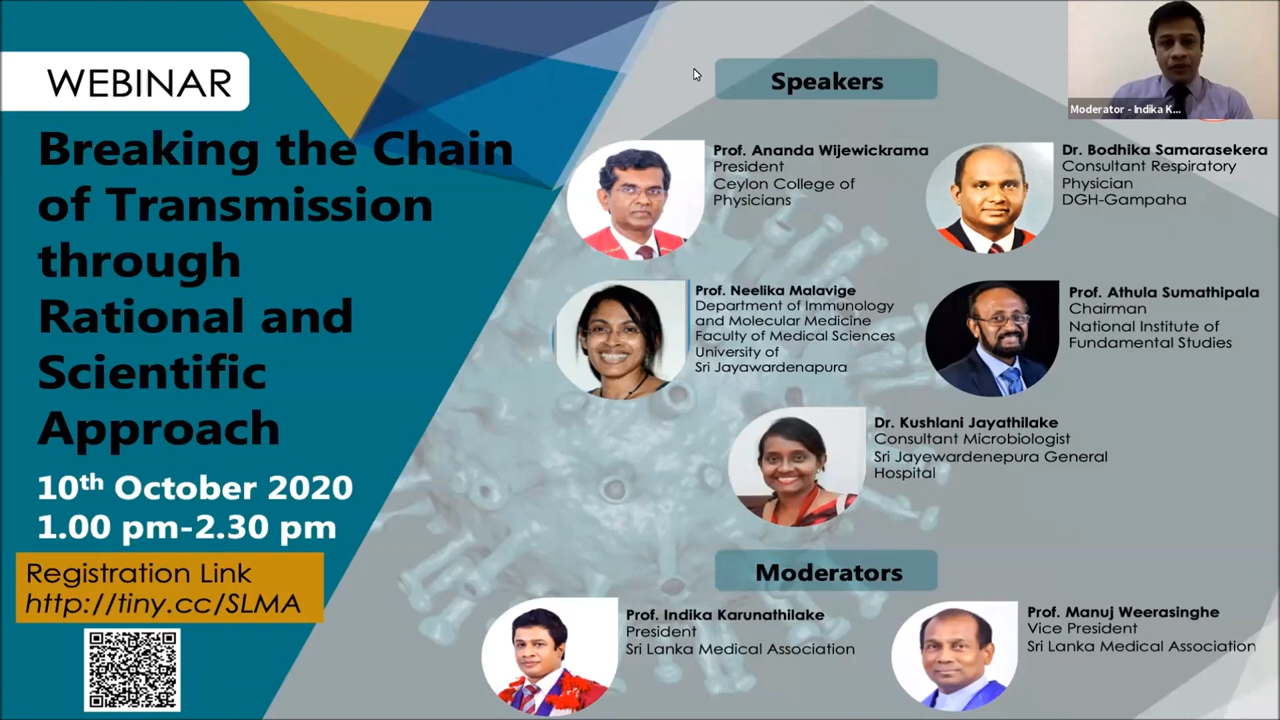 WEBINAR
Breaking the Chain
of Transmission
through
Rational and
Scientific
Approach
10th October 2020
1.00 pm-2.30 pm
Registration Link
http://tiny.cc/SLMA
Speakers
Moderator - Indika K...
Prof. Ananda Wijewickrama
President
Ceylon College of
Physicians
Dr. Bodhika Samarasekera
Consultant Respiratory
Physician
DGH-Gampaha
Prof. Neelika Malavige
Department of Immunology
and Molecular Medicine
Faculty of Medical Sciences
University of
Sri Jayawardenapura
Prof. Athula Sumathipala
Chairman
National Institute of
Fundamental Studies
Dr. Kushlani Jayathilake
Consultant Microbiologist
Sri Jayewardenepura General
Hospital
Moderators
Prof. Indika Karunathilake
President
Sri Lanka Medical Association
Prof. Manuj Weerasinghe
Vice President
Sri Lanka Medical Association